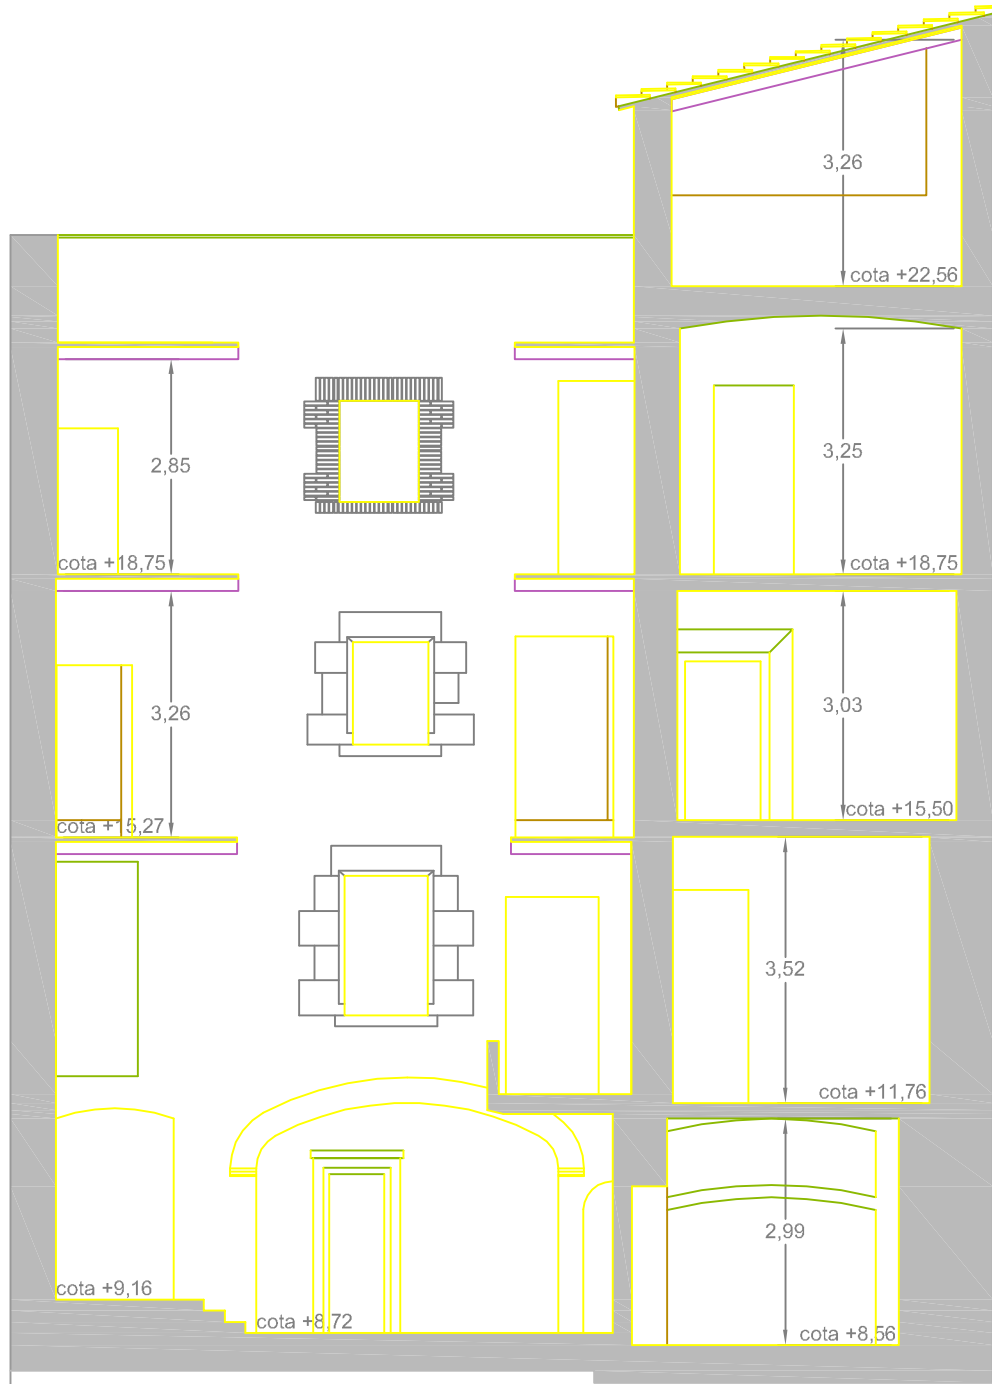 3,26
cota +22,56
2,85
3,25
cota +18,75
cota +18,75
3,26
3,03
cota +15,27
cota +15,50
3,52
cota +11,76
2,99
cota +9,16
cota +8,72
cota +8,56